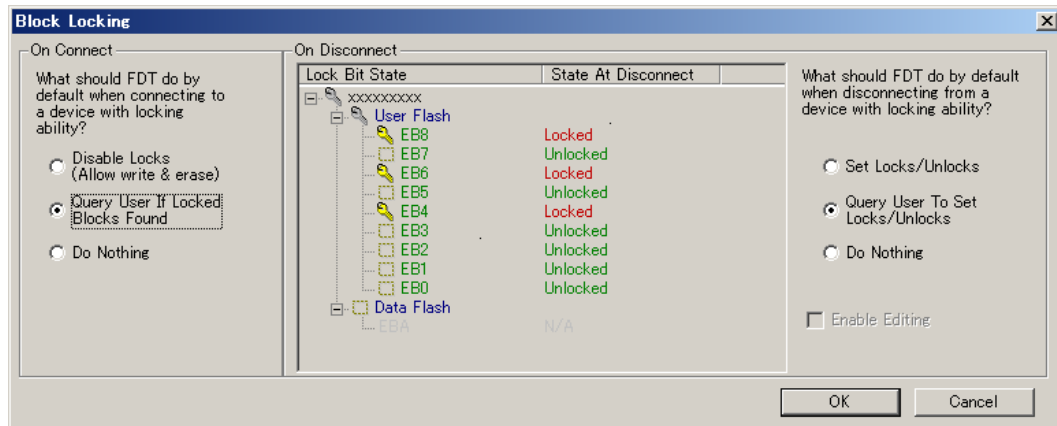 Block Locking
On Connect
What should FDT do by
default when connecting to
a device with locking
ability?
Disable Locks
(Allow write & erase)
Query User If Locked
Blocks Found
Do Nothing
On Disconnect
Lock Bit State State At Disconnect
xxxxxxxxx
User Flash
EB8 Locked
EB7 Unlocked
EB6 Locked
EB5 Unlocked
EB4 Locked
EB3 Unlocked
EB2 Unlocked
EB1 Unlocked
EB0 Unlocked
Data Flash
EBA N/A
What should FDT do by default
when disconnecting from a
device with locking ability?
Set Locks/Unlocks
Query User To Set
Locks/Unlocks
Do Nothing
Enable Editing
OK Cancel